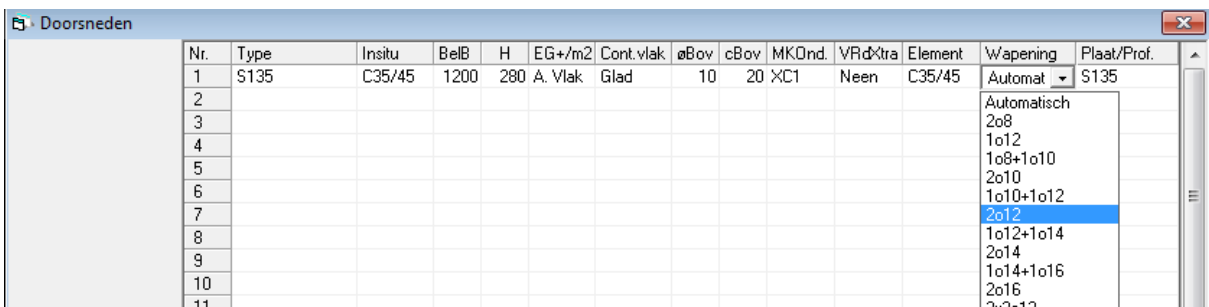 Doorsneden
Nr. Type Insitu BelB H EG+/m2 Cont.vlak øBov cBov MKOnd. VRdXtra Element Wapening Plaat/Prof.
1 S135 C35/45 1200 280 A. Vlak Glad 10 20 XC1 Neen C35/45 Automat S135
2 Automatisch
3 2o8
4 1o12
5 1o8+1o10
2o10
6 1o10+1o12
7 2o12
8 1o12+1o14
9 2o14
1o14+1o16
10 2o16
11